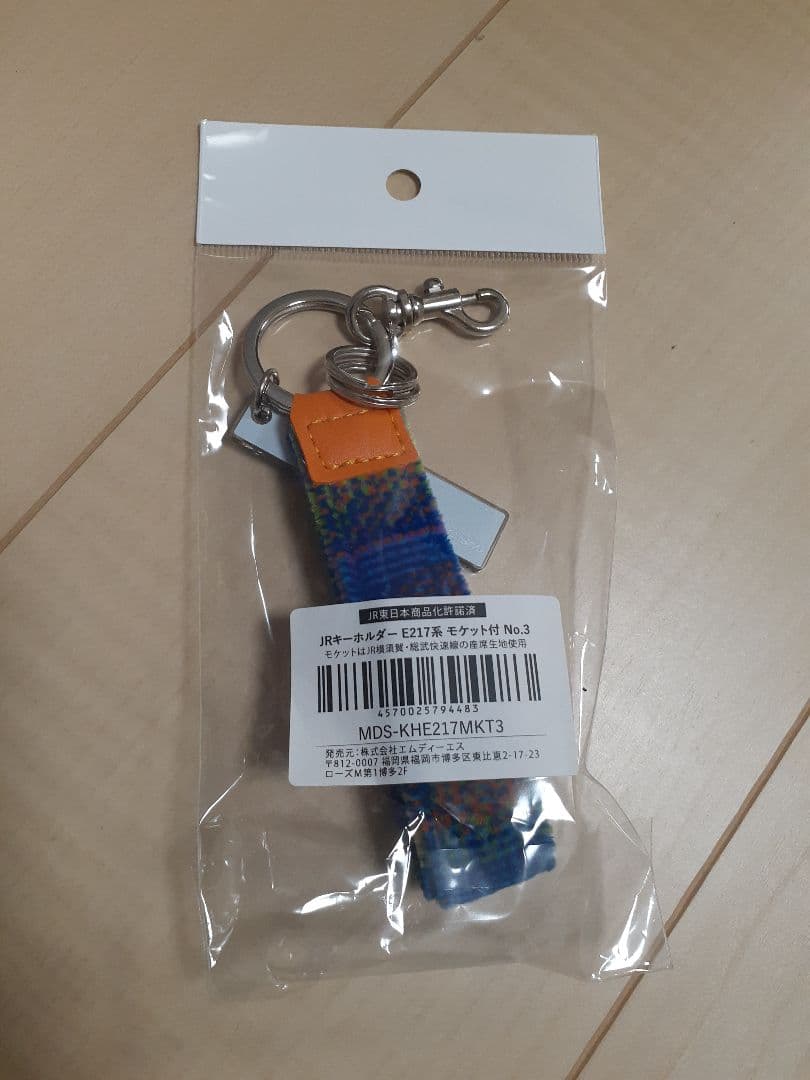 JR東日本商品化許諾済
JRキーホルダー E217系 モケット付 No.3
モケットはJR横須賀・総武快速線の座席生地使用
4570025794483
MDS-KHE217MKT3
発売元：株式会社エムディーエス
〒812-0007 福岡県福岡市博多区東比恵2-17-23
ローズM第1博多2F